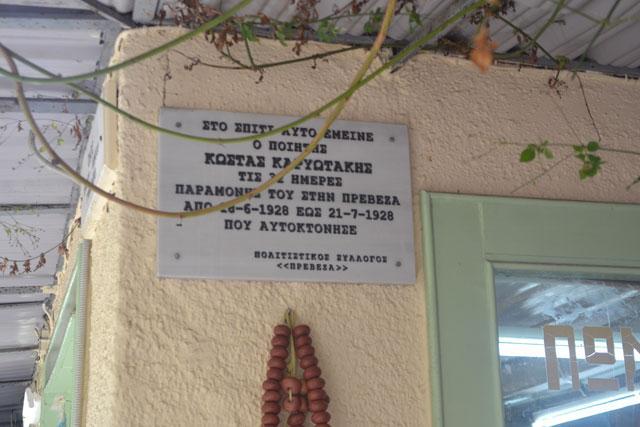 ΣΤΟ ΣΠΙΤΙ ΑΥΤΟ ΕΜΕΙΝΕ
Ο ΠΟΙΗΤΗΣ
ΚΩΣΤΑΣ ΚΑΡΥΩΤΑΚΗΣ
ΤΙΣ ΗΜΕΡΕΣ
ΠΑΡΑΜΟΝΗΣ ΤΟΥ ΣΤΗΝ ΠΡΕΒΕΖΑ
ΑΠΟ ΕΩΣ 21-7-1928
ΠΟΥ ΑΥΤΟΚΤΟΝΗΣΕ
ΠΟΛΙΤΙΣΤΙΚΟΣ ΣΥΛΛΟΓΟΣ
<<ΠΡΕΒΕΖΑ>>